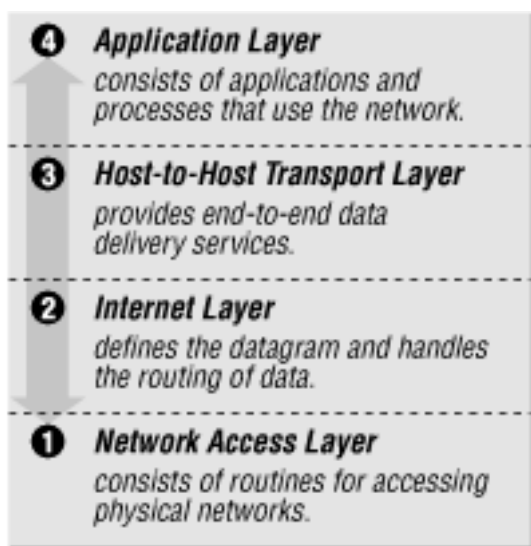 4 Application Layer
consists of applications and
processes that use the network.
3 Host-to-Host Transport Layer
provides end-to-end data
delivery services.
2 Internet Layer
defines the datagram and handles
the routing of data.
1 Network Access Layer
consists of routines for accessing
physical networks.